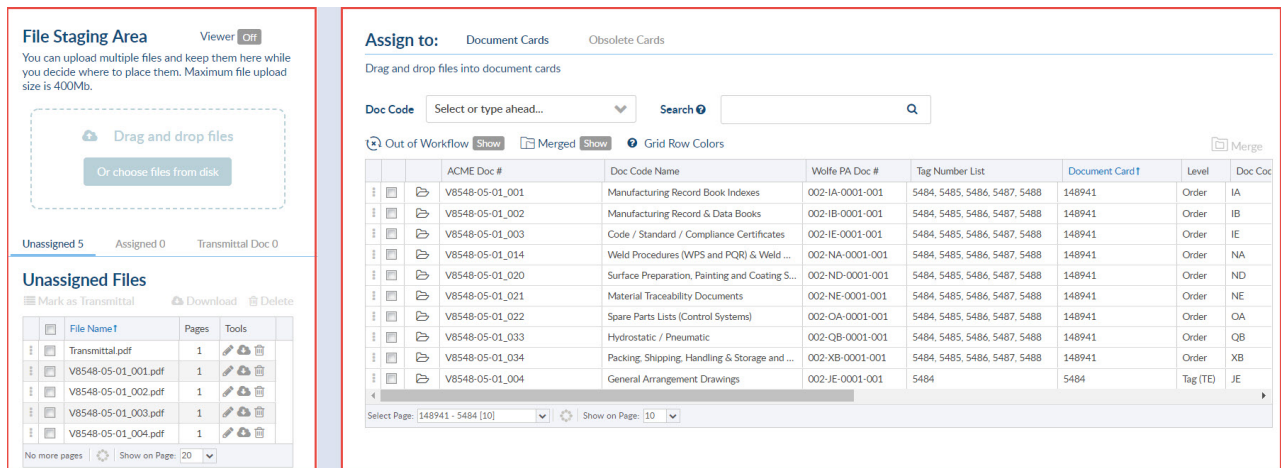 File Staging Area Viewer Off
You can upload multiple files and keep them here while
you decide where to place them. Maximum file upload
size is 400Mb.
Drag and drop files
Or choose files from disk
Unassigned 5 Assigned 0 Transmittal Doc 0
Unassigned Files
Mark as Transmittal Download Delete
File Name Pages Tools
Transmittal.pdf 1
V8548-05-01_001.pdf 1
V8548-05-01_002.pdf 1
V8548-05-01_003.pdf 1
V8548-05-01_004.pdf 1
No more pages Show on Page: 20
Assign to: Document Cards Obsolete Cards
Drag and drop files into document cards
Doc Code Select or type ahead... Search
Out of Workflow Show Merged Show Grid Row Colors Merge
ACME Doc # Doc Code Name Wolfe PA Doc # Tag Number List Document Card Level Doc Coc
V8548-05-01_001 Manufacturing Record Book Indexes 002-IA-0001-001 5484, 5485, 5486, 5487, 5488 148941 Order IA
V8548-05-01_002 Manufacturing Record & Data Books 002-IB-0001-001 5484, 5485, 5486, 5487, 5488 148941 Order IB
V8548-05-01_003 Code / Standard / Compliance Certificates 002-IE-0001-001 5484, 5485, 5486, 5487, 5488 148941 Order IE
V8548-05-01_014 Weld Procedures (WPS and PQR) & Weld ... 002-NA-0001-001 5484, 5485, 5486, 5487, 5488 148941 Order NA
V8548-05-01_020 Surface Preparation, Painting and Coating S... 002-ND-0001-001 5484, 5485, 5486, 5487, 5488 148941 Order ND
V8548-05-01_021 Material Traceability Documents 002-NE-0001-001 5484, 5485, 5486, 5487, 5488 148941 Order NE
V8548-05-01_022 Spare Parts Lists (Control Systems) 002-OA-0001-001 5484, 5485, 5486, 5487, 5488 148941 Order OA
V8548-05-01_033 Hydrostatic / Pneumatic 002-QB-0001-001 5484, 5485, 5486, 5487, 5488 148941 Order QB
V8548-05-01_034 Packing, Shipping, Handling & Storage and ... 002-XB-0001-001 5484, 5485, 5486, 5487, 5488 148941 Order XB
V8548-05-01_004 General Arrangement Drawings 002-JE-0001-001 5484 5484 Tag (TE) JE
Select Page: 148941 - 5484 [10] Show on Page: 10